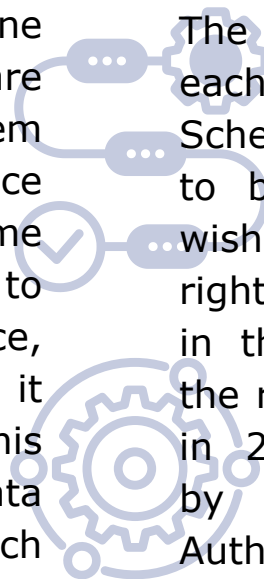 ne
are
em
ce
me
to
ce,
it
his
ata
ch
The
each
Sche
to b
wish
right
in th
the r
in 2
by
Auth